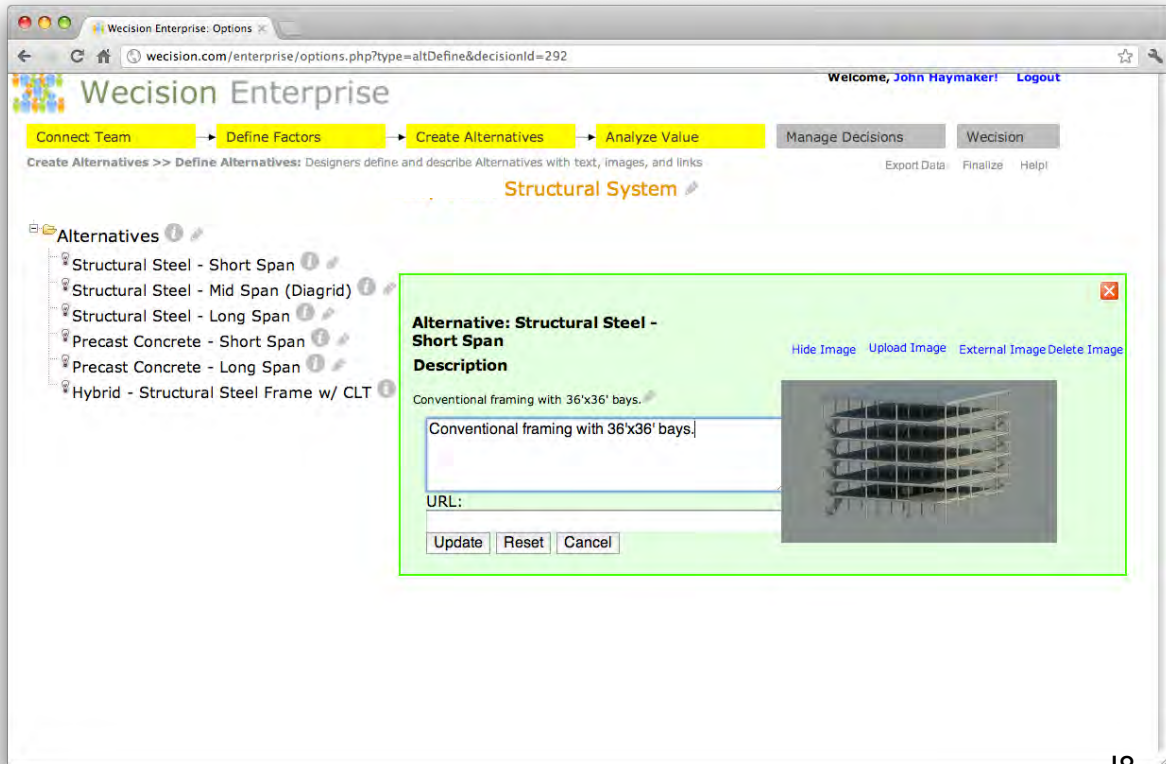 Wecision Enterprise: Options
wecision.com/enterprise/options.php?type=altDefine&decisionId=292
Welcome, John Haymaker! Logout
Wecision Enterprise
Connect Team Define Factors Create Alternatives Analyze Value Manage Decisions Wecision
Create Alternatives >> Define Alternatives: Designers define and describe Alternatives with text, images, and links Export Data Finalize Help!
Structural System
Alternatives
Structural Steel - Short Span
Structural Steel - Mid Span (Diagrid)
Structural Steel - Long Span
Precast Concrete - Short Span
Precast Concrete - Long Span
Hybrid - Structural Steel Frame w/ CLT
Alternative: Structural Steel -
Short Span
Hide Image Upload Image External Image Delete Image
Description
Conventional framing with 36'x36' bays.
Conventional framing with 36'x36' bays.
URL:
Update Reset Cancel